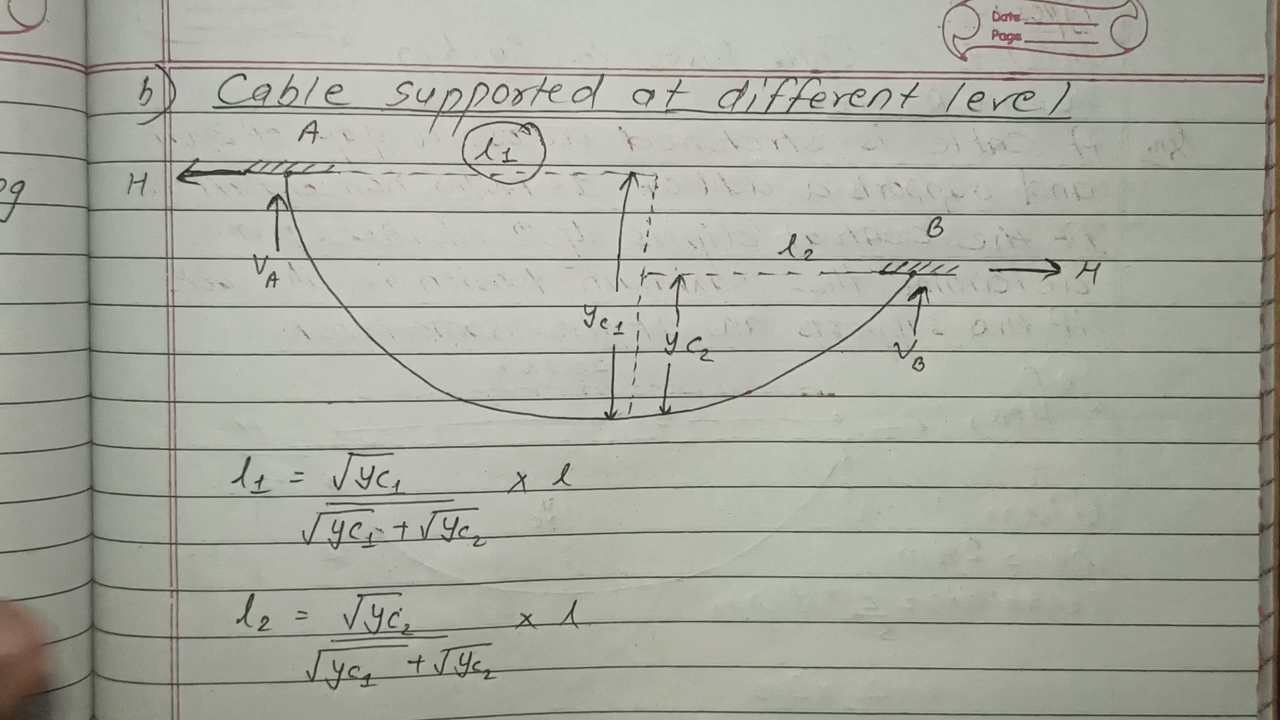 Date
Page
b) Cable supported at different level
A
l1
H
B
l2
H
VA
yc1
yc2
VB
l1 = √yc1 / √yc1 + √yc2 × l
l2 = √yc2 / √yc1 + √yc2 × l